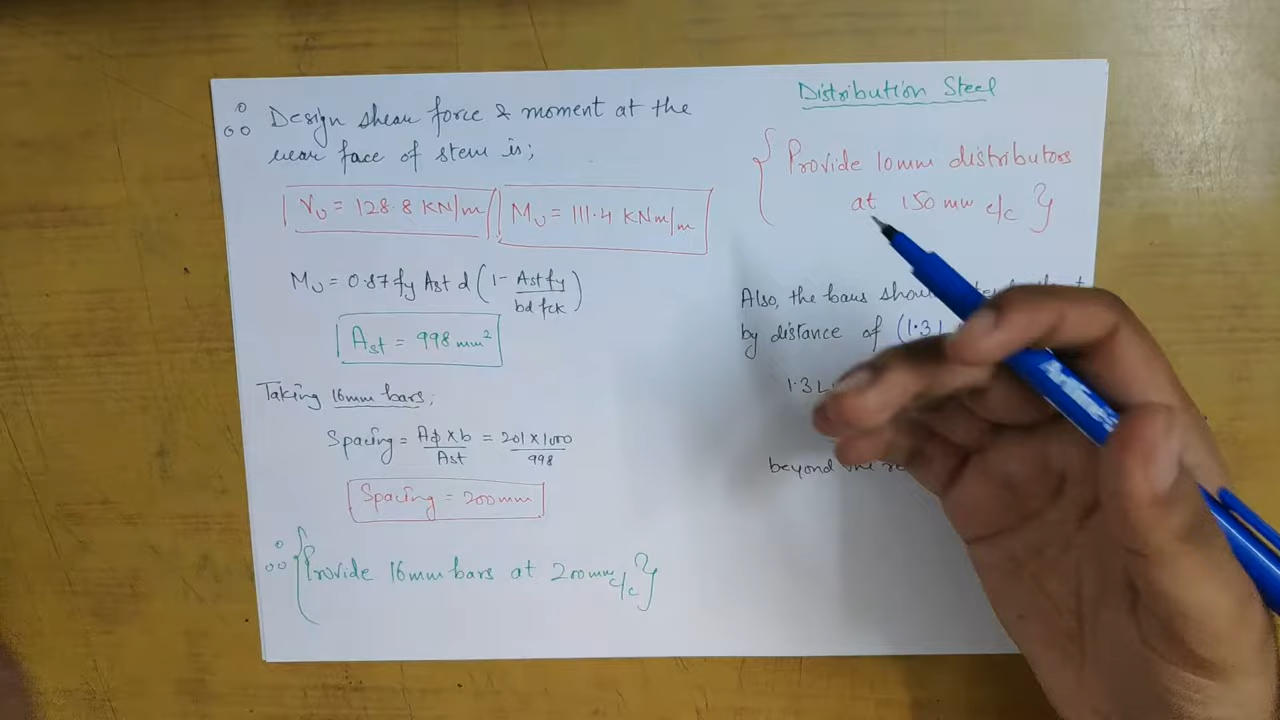 ∴ Design shear force & moment at the
rear face of stem is;
Vu = 128.8 KN/m Mu = 111.4 KNm/m
Mu = 0.87 fy Ast d (1 - Ast fy / bd fck)
Ast = 998 mm²
Taking 16mm bars;
Spacing = Aϕ x b / Ast = 201 x 1000 / 998
Spacing = 200mm
∴ {Provide 16mm bars at 200mm c/c}
Distribution Steel
{Provide 10mm distributors
at 150 mm c/c}
Also, the bars
by distance of (1.3 L
1.3 L
beyond the